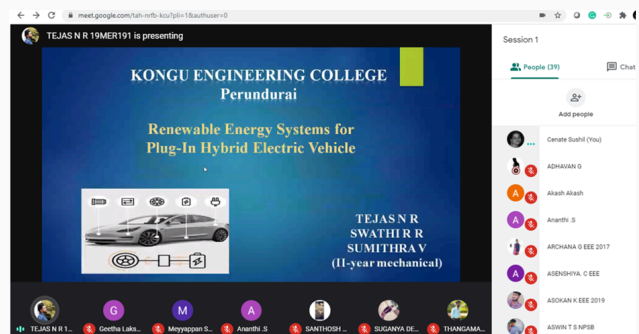 meet.google.com/tah-nrfb-kcu?pli=1&authuser=0
TEJAS N R 19MER191 is presenting
KONGU ENGINEERING COLLEGE
Perundurai
Renewable Energy Systems for
Plug-In Hybrid Electric Vehicle
TEJAS N R
SWATHI R R
SUMITHRA V
(II-year mechanical)
TEJAS N R 1...
G
Geetha Laks...
M
Meyyappan S...
A
Ananthi .S
SANTHOSH ...
SUGANYA DE...
THANGAMA...
Session 1
People (39)
Chat
Add people
Cenate Sushil (You)
ADHAVAN G
A
Akash Akash
A
Ananthi .S
ARCHANA G EEE 2017
A
ASENSHIYA. C EEE
ASOKAN K EEE 2019
ASWIN T S NPSB